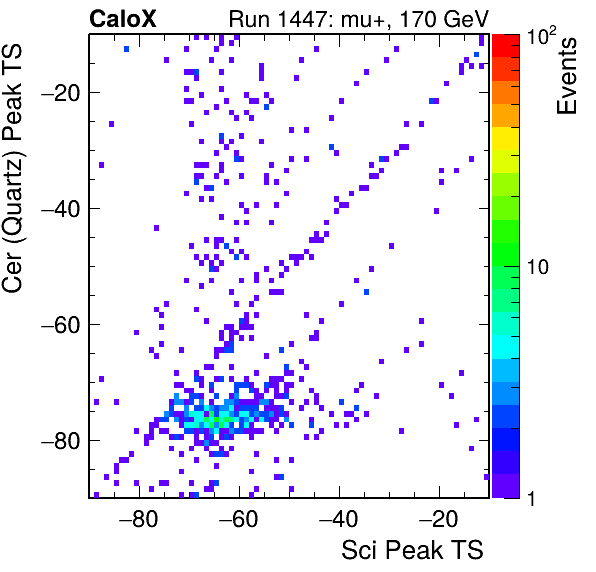 CaloX Run 1447: mu+, 170 GeV
Cer (Quartz) Peak TS
−20
−40
−60
−80
−80 −60 −40 −20
Sci Peak TS
10²
10
1
Events